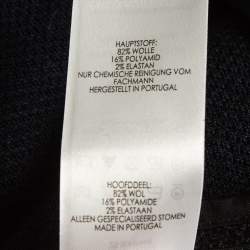 HAUPTSTOFF:
82% WOLLE
16% POLYAMID
2% ELASTAN
NUR CHEMISCHE REINIGUNG VOM
FACHMANN
HERGESTELLT IN PORTUGAL
HOOFDDEEL:
82% WOL
16% POLYAMIDE
2% ELASTAAN
ALLEEN GESPECIALISEERD STOMEN
MADE IN PORTUGAL